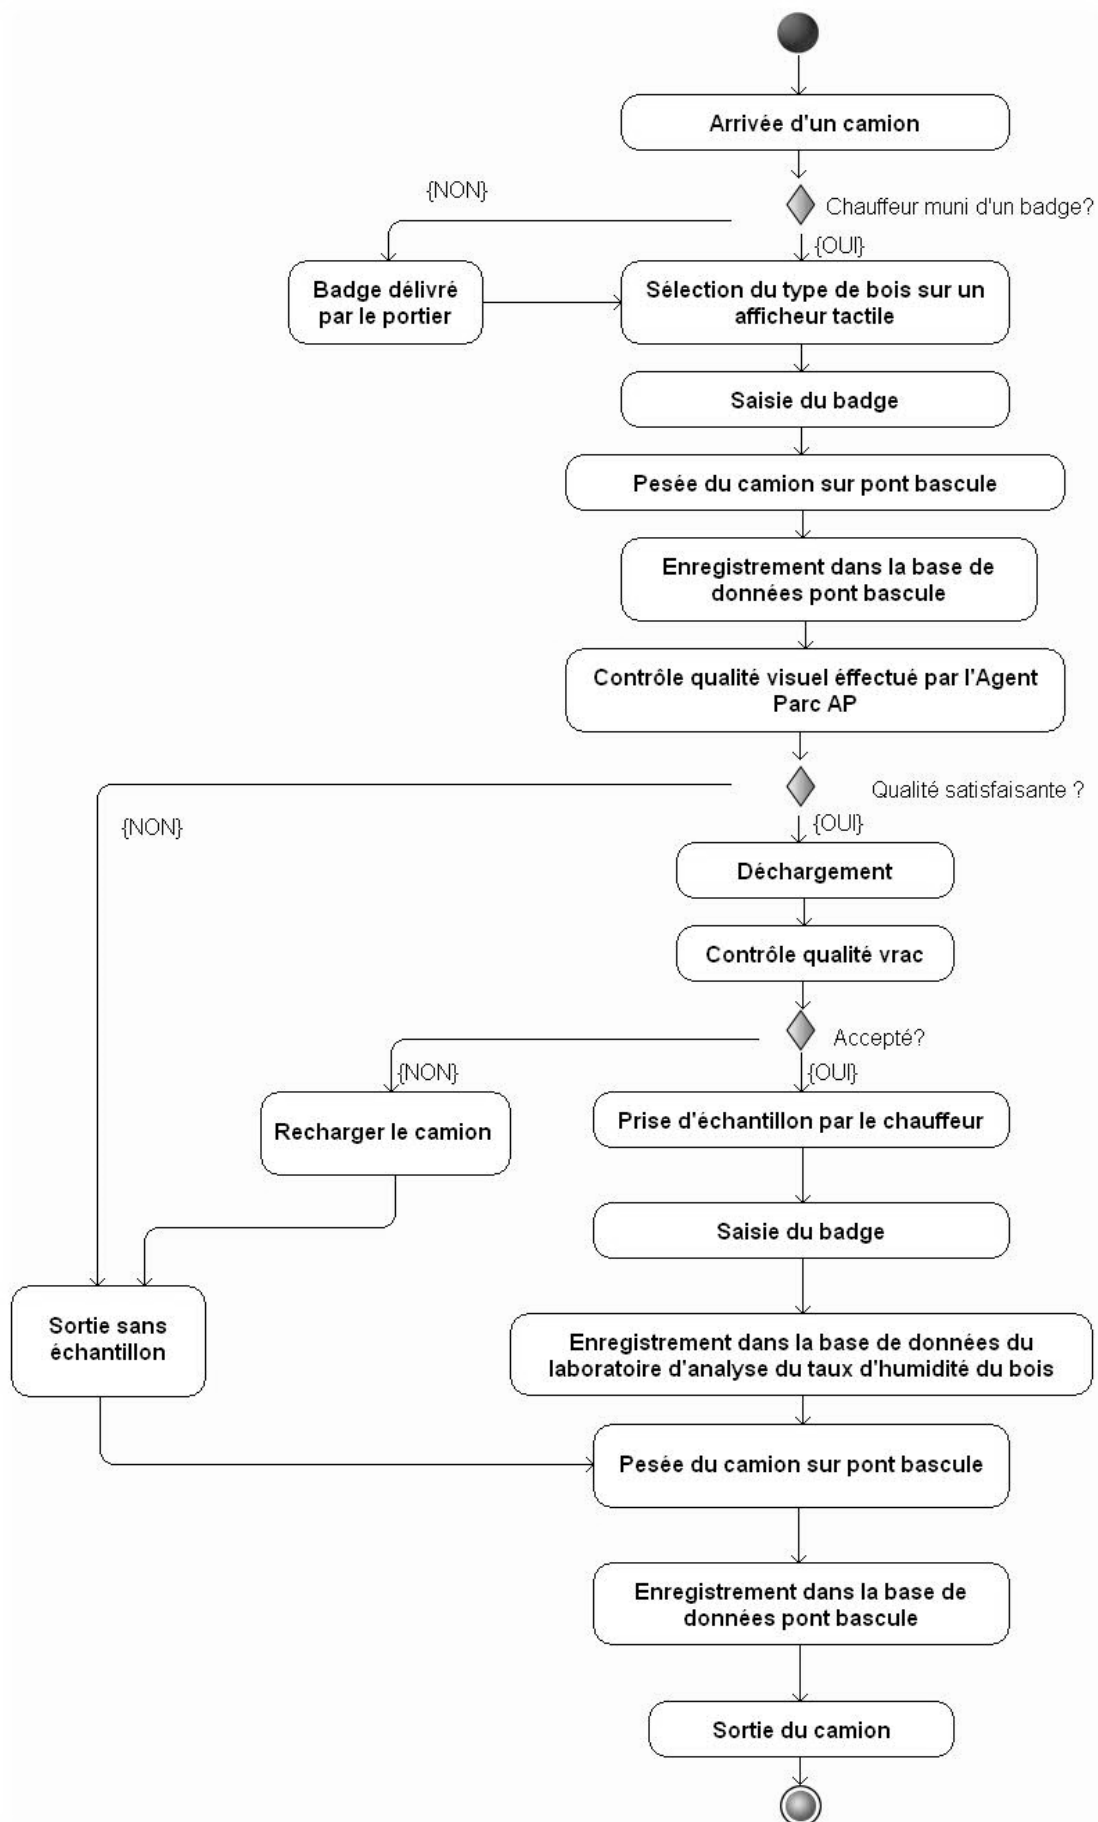 Arrivée d'un camion
{NON}
Chauffeur muni d'un badge?
{OUI}
Badge délivré
par le portier
Sélection du type de bois sur un
afficheur tactile
Saisie du badge
Pesée du camion sur pont bascule
Enregistrement dans la base de
données pont bascule
Contrôle qualité visuel éffectué par l'Agent
Parc AP
Qualité satisfaisante ?
{NON}
{OUI}
Déchargement
Contrôle qualité vrac
Accepté?
{NON}
{OUI}
Recharger le camion
Prise d'échantillon par le chauffeur
Saisie du badge
Sortie sans
échantillon
Enregistrement dans la base de données du
laboratoire d'analyse du taux d'humidité du bois
Pesée du camion sur pont bascule
Enregistrement dans la base de
données pont bascule
Sortie du camion